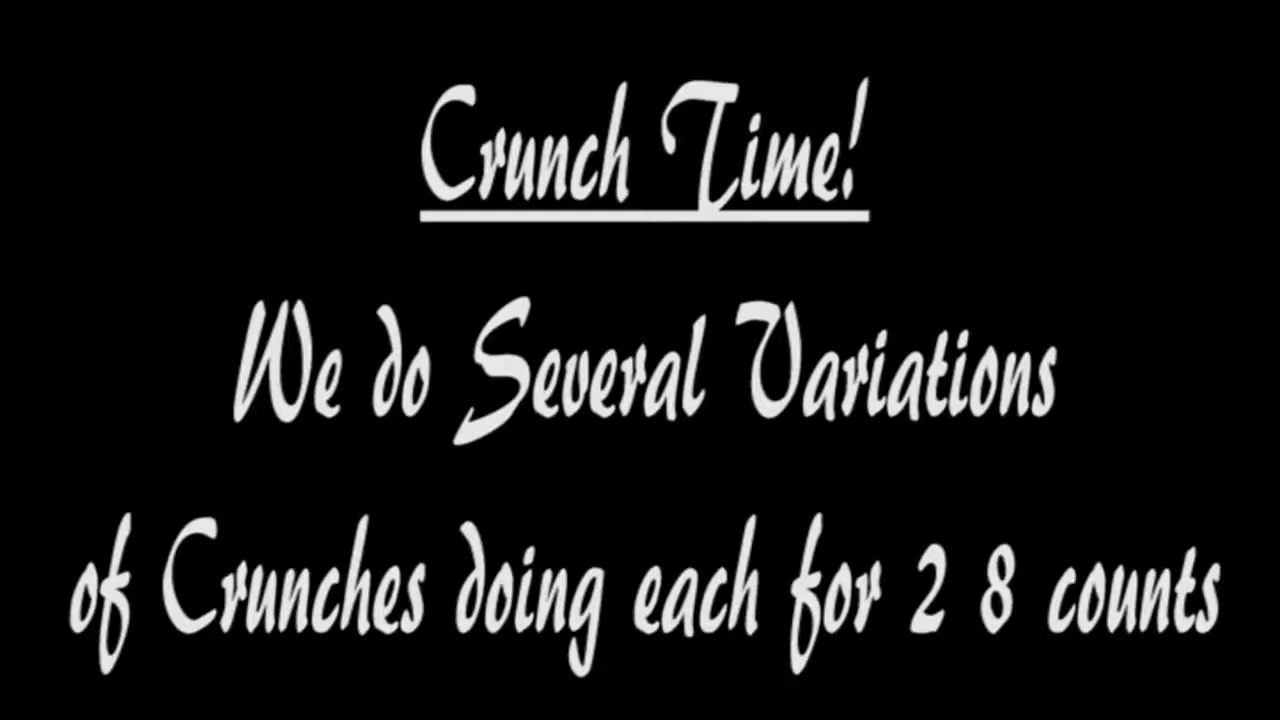 Crunch Time!
We do Several Variations
of Crunches doing each for 2 8 counts